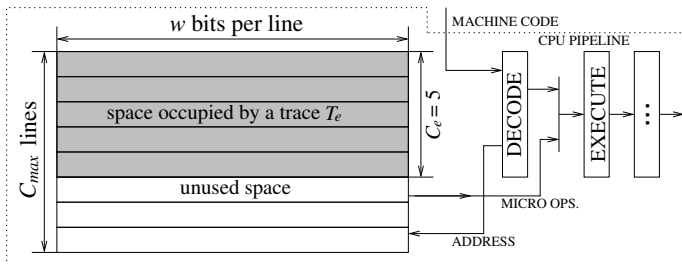 w bits per line
MACHINE CODE
CPU PIPELINE
C_max lines
space occupied by a trace T_e
C_e = 5
DECODE
EXECUTE
...
unused space
MICRO OPS.
ADDRESS